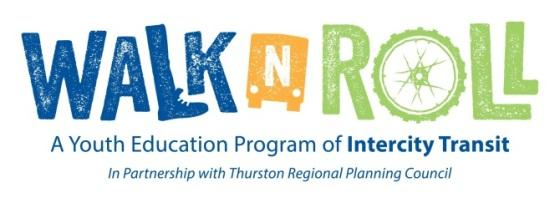 WALK N ROLL
A Youth Education Program of Intercity Transit
In Partnership with Thurston Regional Planning Council